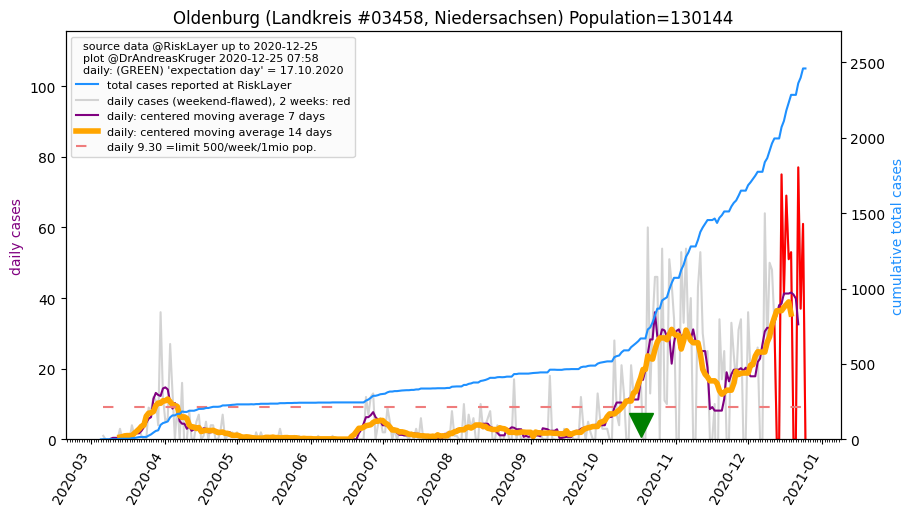 Oldenburg (Landkreis #03458, Niedersachsen) Population=130144
source data @RiskLayer up to 2020-12-25
plot @DrAndreasKruger 2020-12-25 07:58
daily: (GREEN) 'expectation day' = 17.10.2020
total cases reported at RiskLayer
daily cases (weekend-flawed), 2 weeks: red
daily: centered moving average 7 days
daily: centered moving average 14 days
daily 9.30 =limit 500/week/1mio pop.
daily cases
100
80
60
40
20
0
cumulative total cases
2500
2000
1500
1000
500
0
2020-03
2020-04
2020-05
2020-06
2020-07
2020-08
2020-09
2020-10
2020-11
2020-12
2021-01